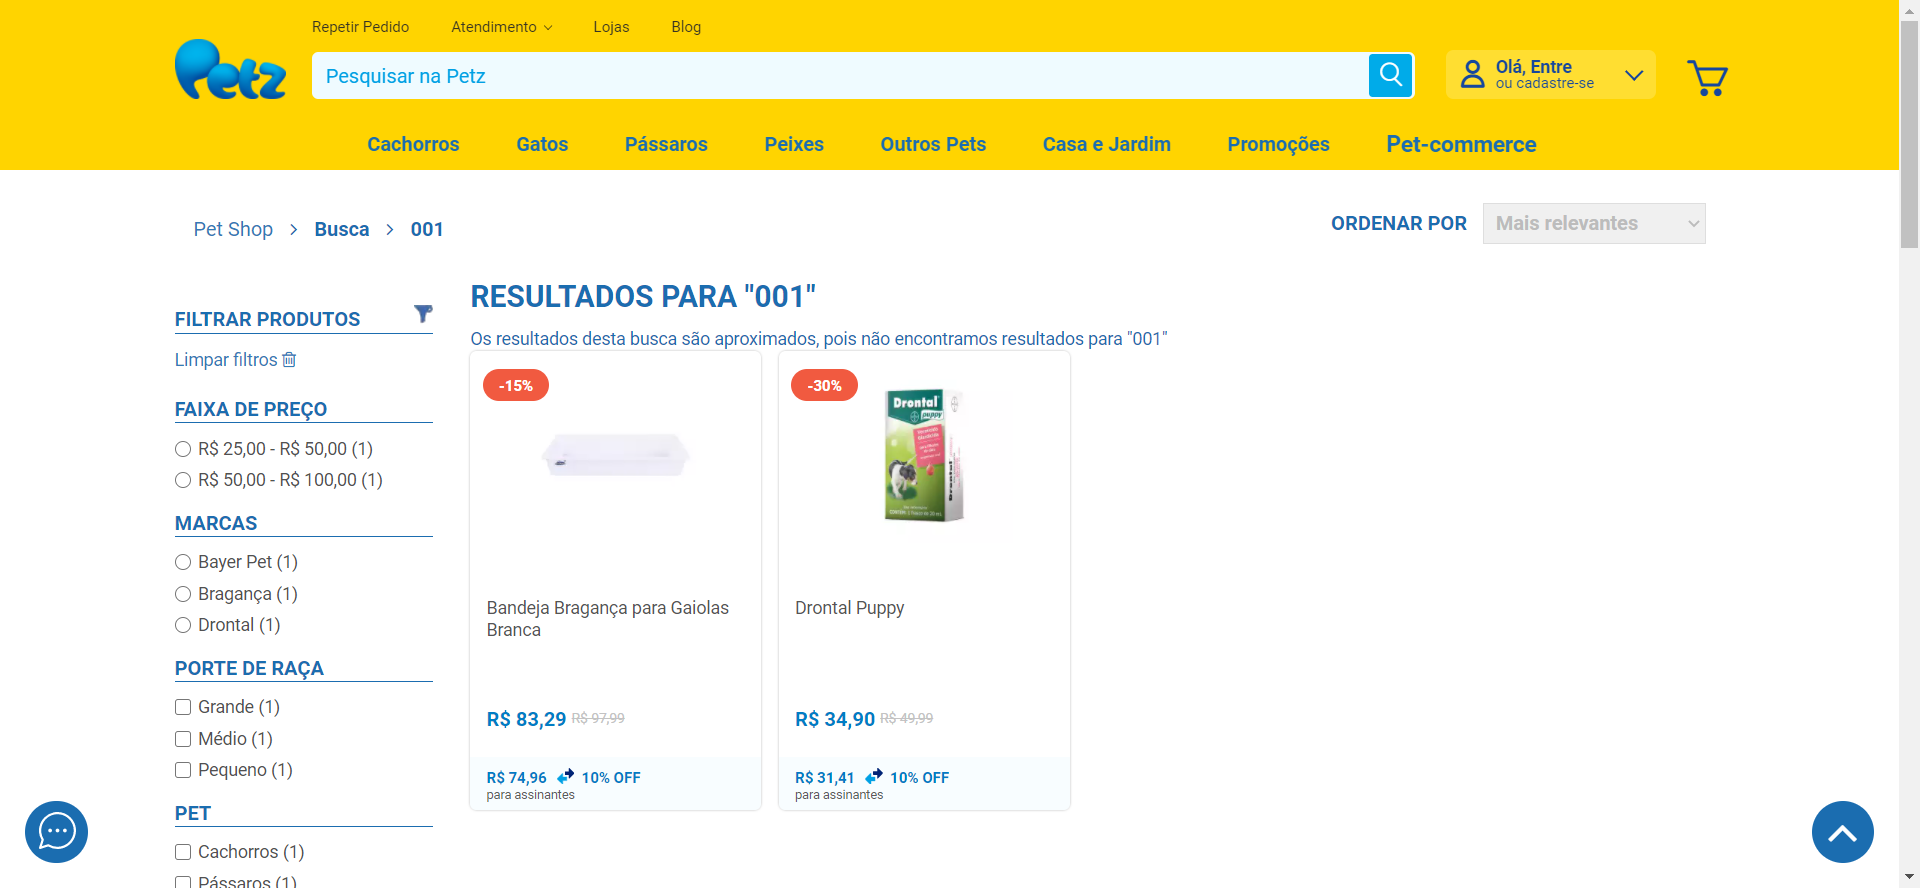 Repetir Pedido
Atendimento
Lojas
Blog
Petz
Pesquisar na Petz
Olá, Entre
ou cadastre-se
Cachorros
Gatos
Pássaros
Peixes
Outros Pets
Casa e Jardim
Promoções
Pet-commerce
Pet Shop
Busca
001
ORDENAR POR
Mais relevantes
FILTRAR PRODUTOS
Limpar filtros
FAIXA DE PREÇO
R$ 25,00 - R$ 50,00 (1)
R$ 50,00 - R$ 100,00 (1)
MARCAS
Bayer Pet (1)
Bragança (1)
Drontal (1)
PORTE DE RAÇA
Grande (1)
Médio (1)
Pequeno (1)
PET
Cachorros (1)
Pássaros (1)
RESULTADOS PARA "001"
Os resultados desta busca são aproximados, pois não encontramos resultados para "001"
-15%
Bandeja Bragança para Gaiolas
Branca
R$ 83,29 R$ 97,99
R$ 74,96 10% OFF
para assinantes
-30%
Drontal
puppy
Drontal
Drontal Puppy
R$ 34,90 R$ 49,99
R$ 31,41 10% OFF
para assinantes